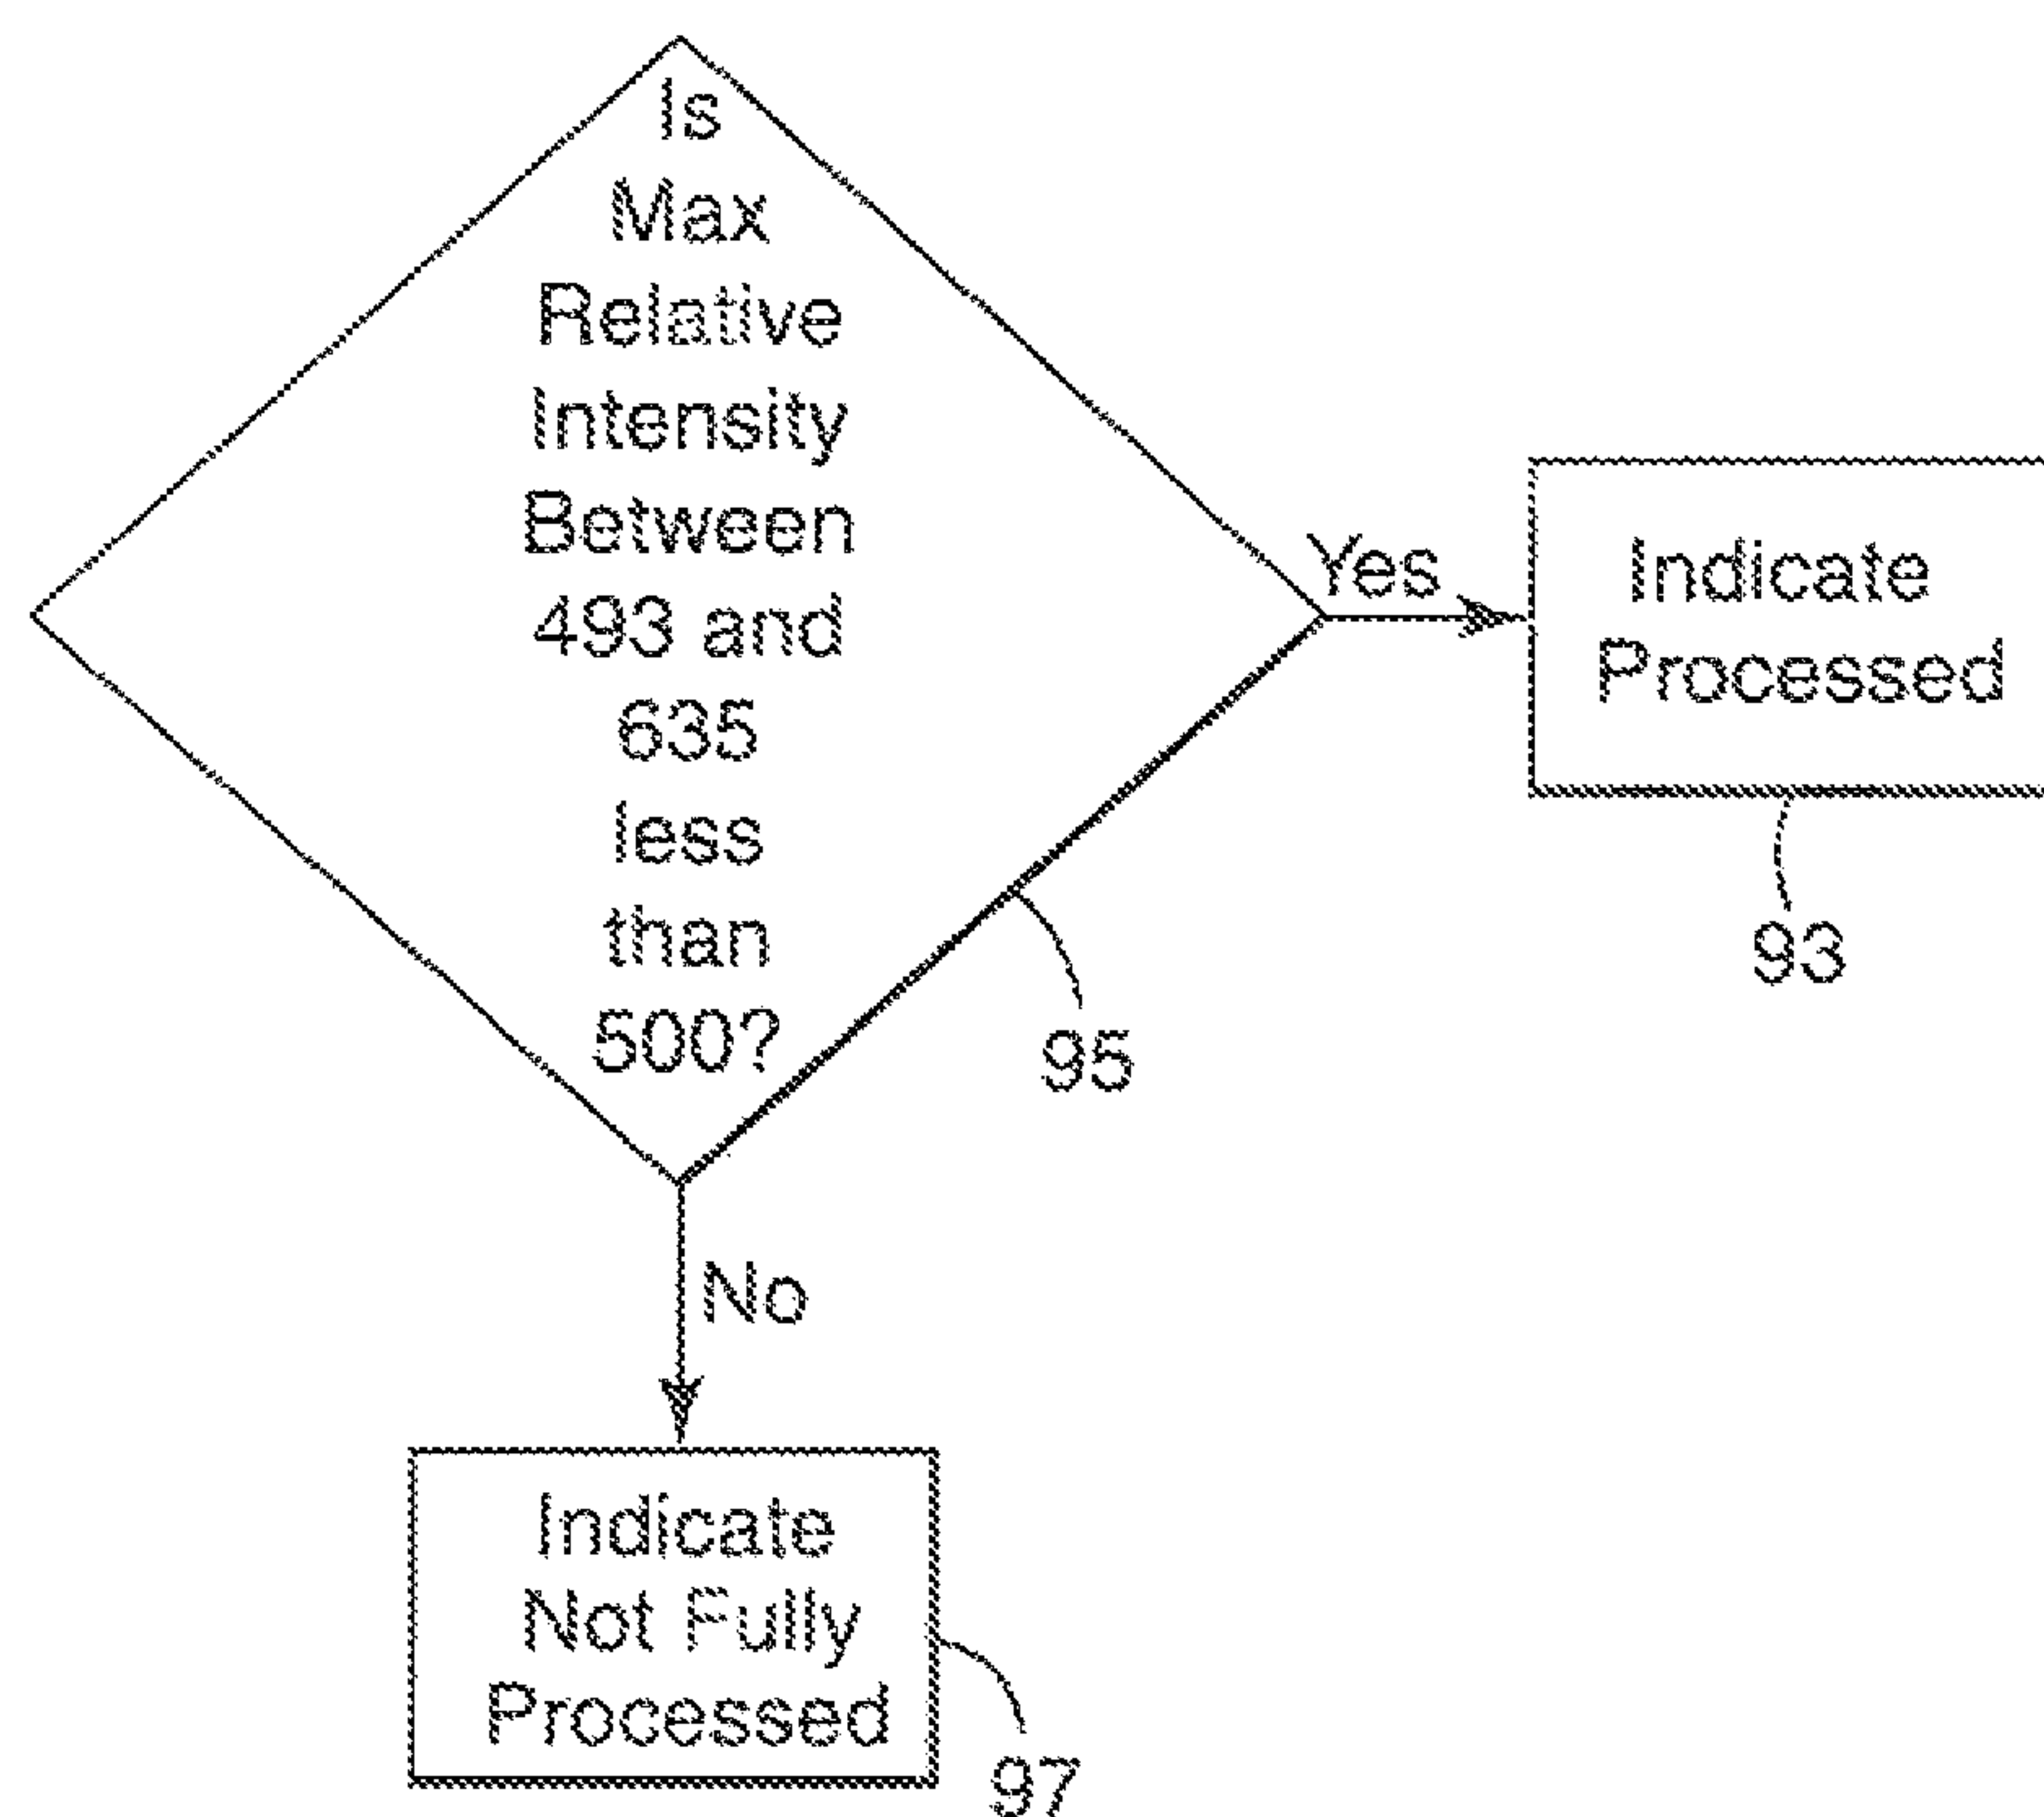 Is
Max
Relative
Intensity
Between
493 and
635
less
than
500?
Yes
Indicate
Processed
93
95
No
Indicate
Not Fully
Processed
97